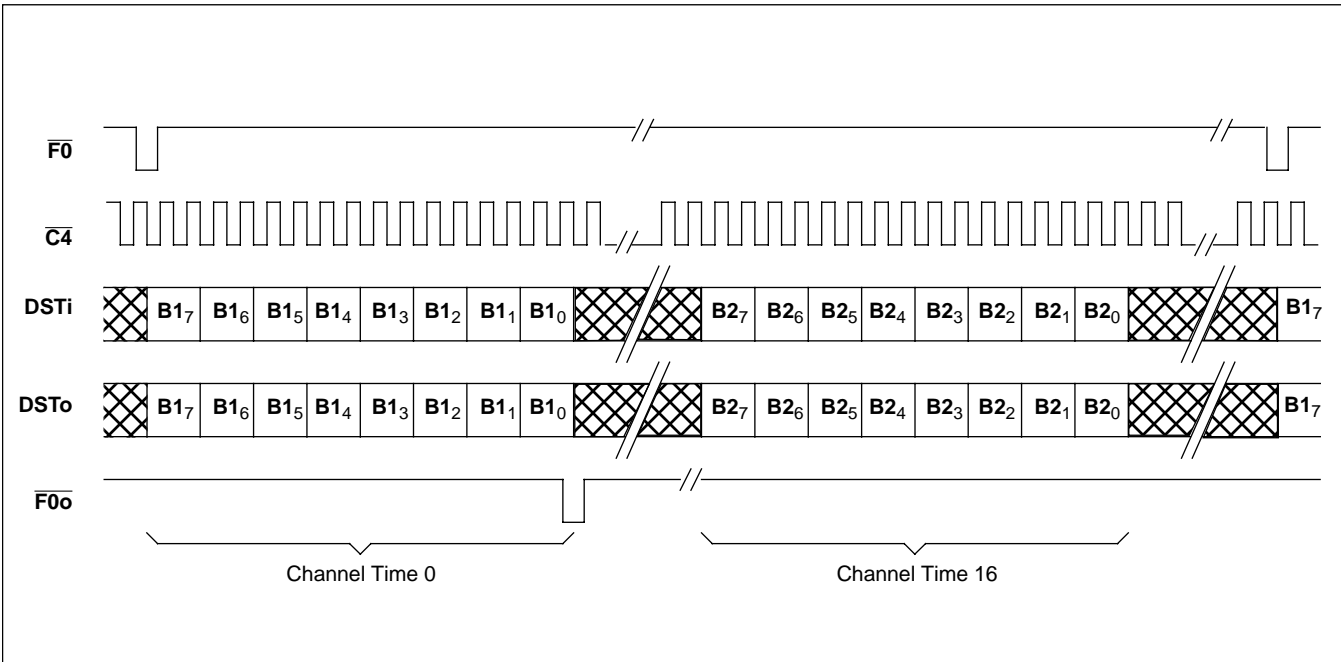 F0
C4
DSTi B17 B16 B15 B14 B13 B12 B11 B10 B27 B26 B25 B24 B23 B22 B21 B20 B17
DSTo B17 B16 B15 B14 B13 B12 B11 B10 B27 B26 B25 B24 B23 B22 B21 B20 B17
F0o
Channel Time 0 Channel Time 16